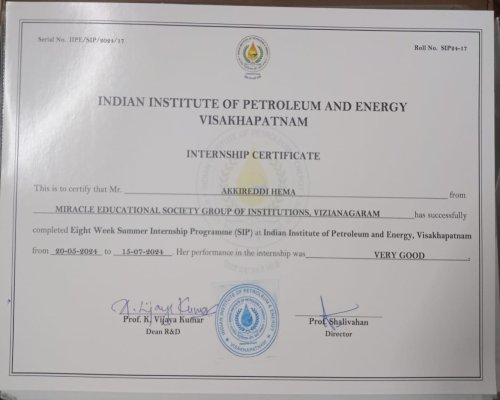 Serial No. IIPE/SIP/2024/17
Roll No. SIP24-17
INDIAN INSTITUTE OF PETROLEUM AND ENERGY
VISAKHAPATNAM
INTERNSHIP CERTIFICATE
This is to certify that Mr. AKKIREDDI HEMA from
MIRACLE EDUCATIONAL SOCIETY GROUP OF INSTITUTIONS, VIZIANAGARAM has successfully
completed Eight Week Summer Internship Programme (SIP) at Indian Institute of Petroleum and Energy, Visakhapatnam
from 20-05-2024 to 15-07-2024 Her performance in the internship was VERY GOOD.
K. Vijaya Kumar
Prof. K. Vijaya Kumar
Dean R&D
INDIAN INSTITUTE OF PETROLEUM & ENERGY
VISAKHAPATNAM
Prof. Shalivahan
Director